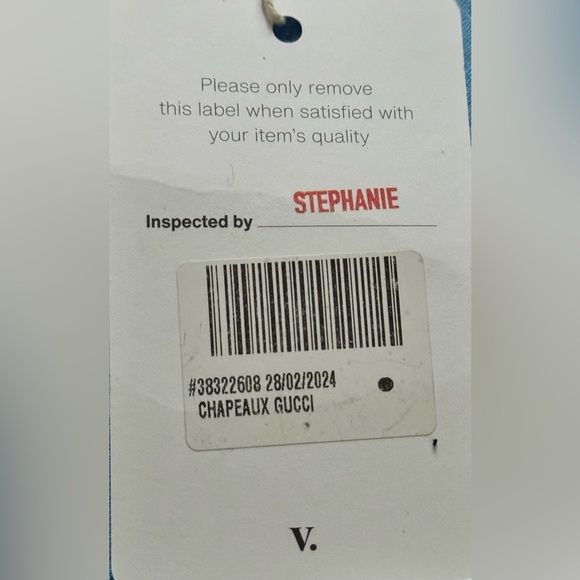 Please only remove
this label when satisfied with
your item's quality
STEPHANIE
Inspected by
#38322608 28/02/2024
CHAPEAUX GUCCI
V.